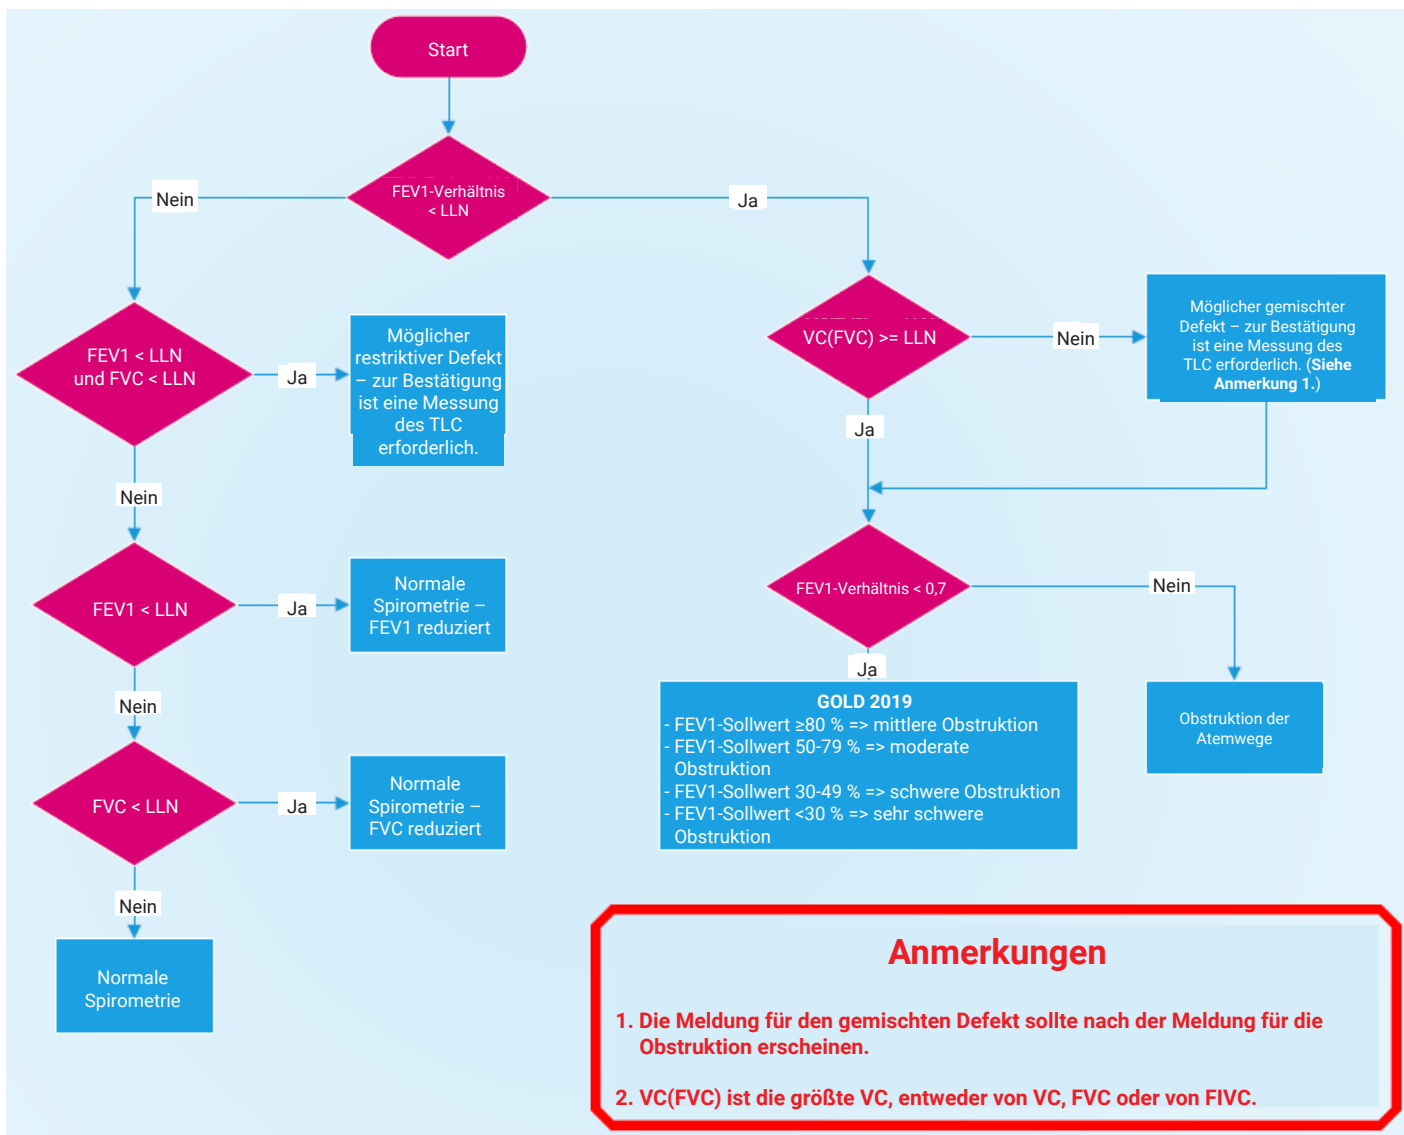 Start
FEV1-Verhältnis
< LLN
Nein
Ja
FEV1 < LLN
und FVC < LLN
Ja
Möglicher
restriktiver Defekt
– zur Bestätigung
ist eine Messung
des TLC
erforderlich.
VC(FVC) >= LLN
Nein
Möglicher gemischter
Defekt – zur Bestätigung
ist eine Messung des
TLC erforderlich. (Siehe
Anmerkung 1.)
Ja
Nein
FEV1 < LLN
Ja
Normale
Spirometrie –
FEV1 reduziert
FEV1-Verhältnis < 0,7
Nein
Ja
Nein
FVC < LLN
Ja
Normale
Spirometrie –
FVC reduziert
GOLD 2019
- FEV1-Sollwert ≥80 % => mittlere Obstruktion
- FEV1-Sollwert 50-79 % => moderate
Obstruktion
- FEV1-Sollwert 30-49 % => schwere Obstruktion
- FEV1-Sollwert <30 % => sehr schwere
Obstruktion
Obstruktion der
Atemwege
Nein
Normale
Spirometrie
Anmerkungen
1. Die Meldung für den gemischten Defekt sollte nach der Meldung für die
Obstruktion erscheinen.
2. VC(FVC) ist die größte VC, entweder von VC, FVC oder von FIVC.